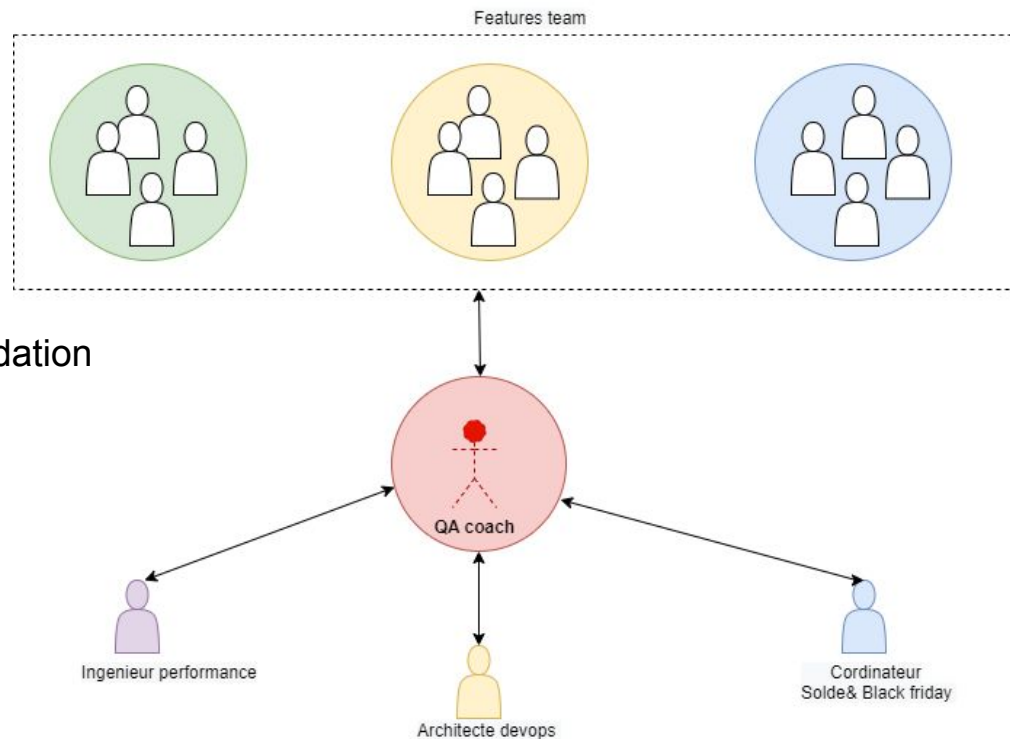 Features team
dation
QA coach
Ingenieur performance
Cordinateur
Solde& Black friday
Architecte devops